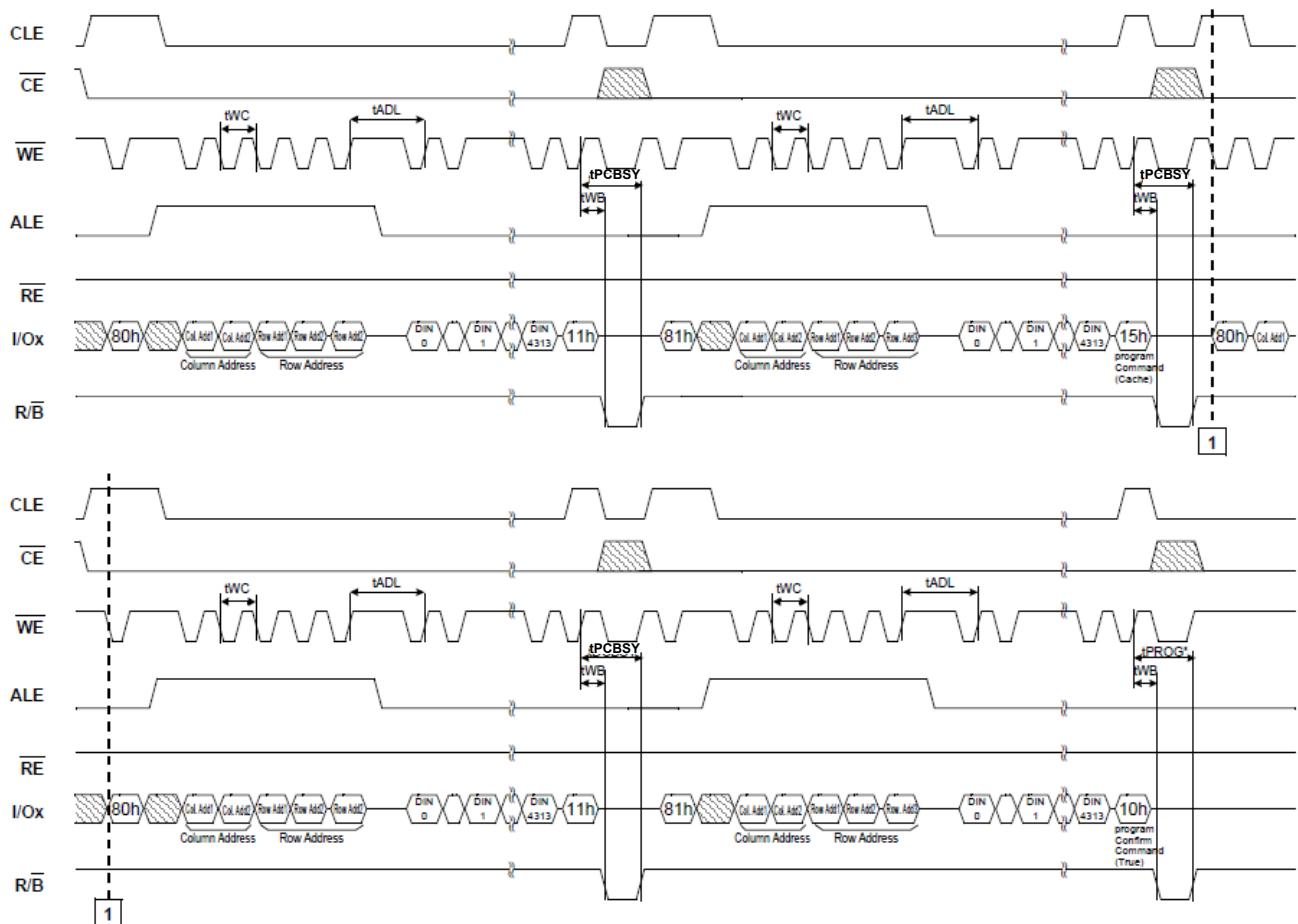 CLE
CE
tWC tADL tWC tADL
WE
tPCBSY tPCBSY
tWB tWB
ALE
RE
I/Ox 80h Col. Add1 Col. Add2 Row Add1 Row Add2 Row Add2 DIN 0 DIN 1 DIN 4313 11h 81h Col. Add1 Col. Add2 Row Add1 Row Add2 Row. Add3 DIN 0 DIN 1 DIN 4313 15h 80h Col. Add1
Column Address Row Address Column Address Row Address
program
Command
(Cache)
R/B
1
CLE
CE
tWC tADL tWC tADL
WE
tPCBSY tPROG*
tWB tWB
ALE
RE
I/Ox 80h Col. Add1 Col. Add2 Row Add1 Row Add2 Row Add2 DIN 0 DIN 1 DIN 4313 11h 81h Col. Add1 Col. Add2 Row Add1 Row Add2 Row. Add3 DIN 0 DIN 1 DIN 4313 10h
Column Address Row Address Column Address Row Address
program
Confirm
Command
(True)
R/B
1